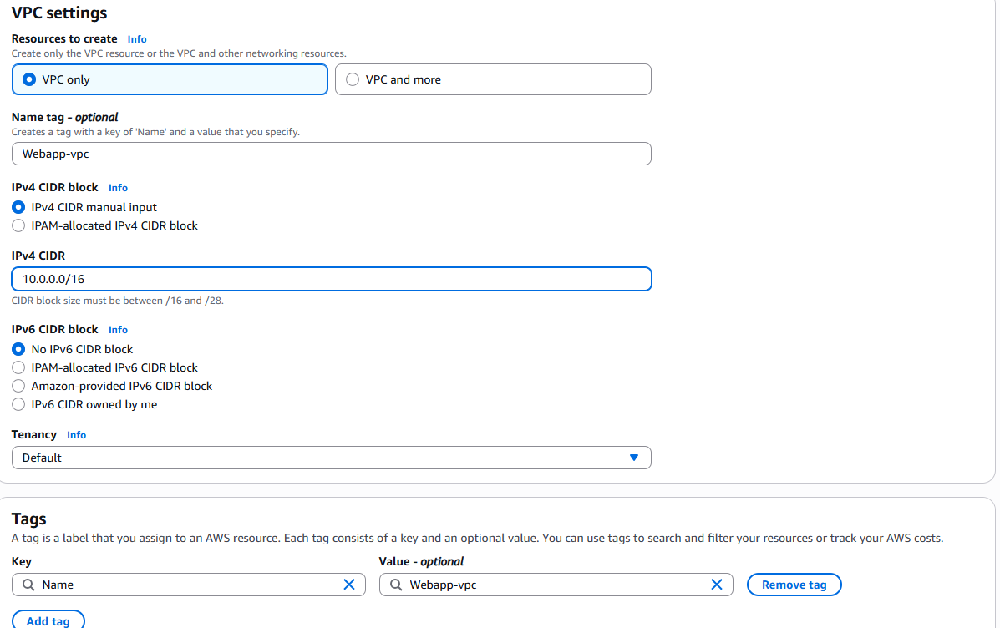 VPC settings
Resources to create Info
Create only the VPC resource or the VPC and other networking resources.
VPC only VPC and more
Name tag - optional
Creates a tag with a key of 'Name' and a value that you specify.
Webapp-vpc
IPv4 CIDR block Info
IPv4 CIDR manual input
IPAM-allocated IPv4 CIDR block
IPv4 CIDR
10.0.0.0/16
CIDR block size must be between /16 and /28.
IPv6 CIDR block Info
No IPv6 CIDR block
IPAM-allocated IPv6 CIDR block
Amazon-provided IPv6 CIDR block
IPv6 CIDR owned by me
Tenancy Info
Default
Tags
A tag is a label that you assign to an AWS resource. Each tag consists of a key and an optional value. You can use tags to search and filter your resources or track your AWS costs.
Key Value - optional
Name Webapp-vpc Remove tag
Add tag